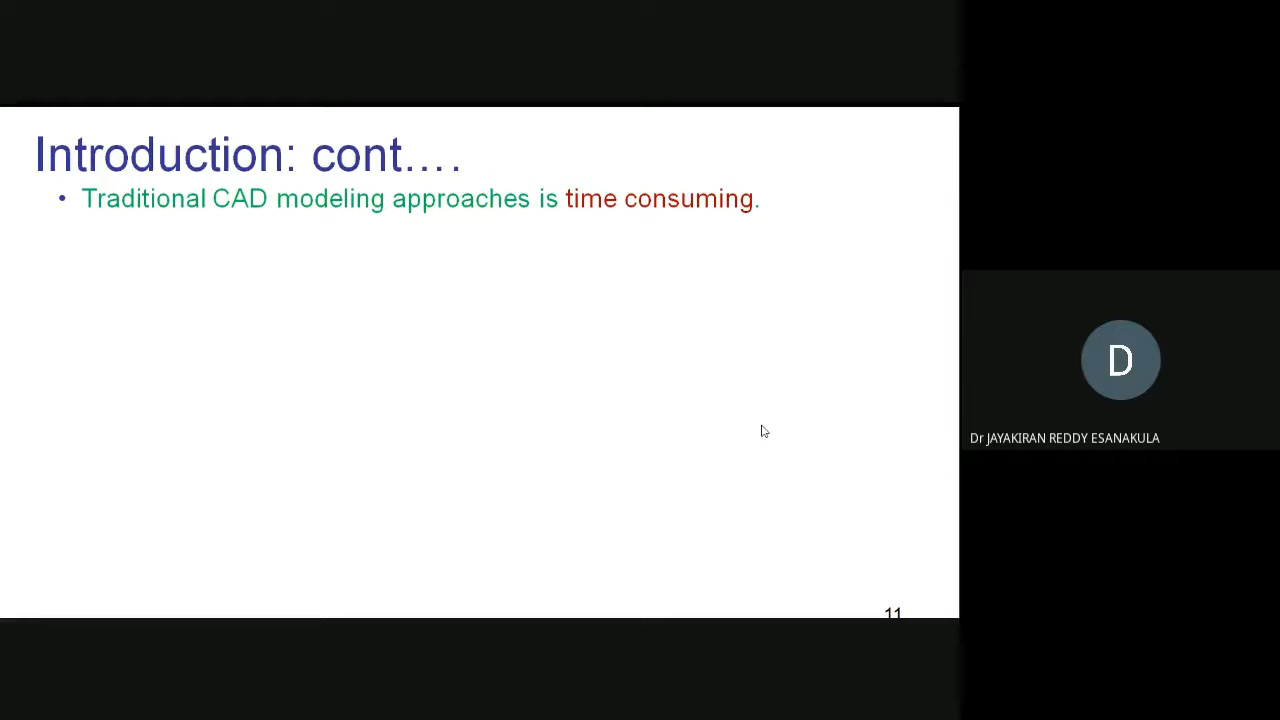 Introduction: cont….
• Traditional CAD modeling approaches is time consuming.
D
Dr JAYAKIRAN REDDY ESANAKULA
11